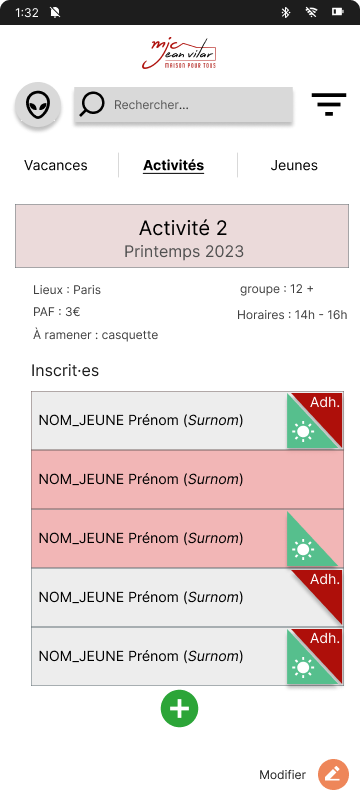 1:32
mjc
jean vilar
MAISON POUR TOUS
Rechercher...
Vacances
Activités
Jeunes
Activité 2
Printemps 2023
Lieux : Paris
groupe : 12 +
PAF : 3€
Horaires : 14h - 16h
À ramener : casquette
Inscrit·es
Adh.
NOM_JEUNE Prénom (Surnom)
NOM_JEUNE Prénom (Surnom)
NOM_JEUNE Prénom (Surnom)
Adh.
NOM_JEUNE Prénom (Surnom)
Adh.
NOM_JEUNE Prénom (Surnom)
Modifier